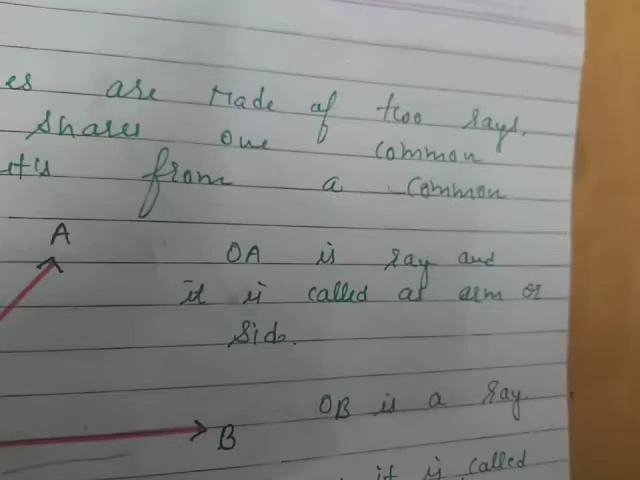 es are Made of two rays.
shares one common
it's from a common
A
OA is ray and
it is called as arm or
side.
OB is a ray.
B
it is called